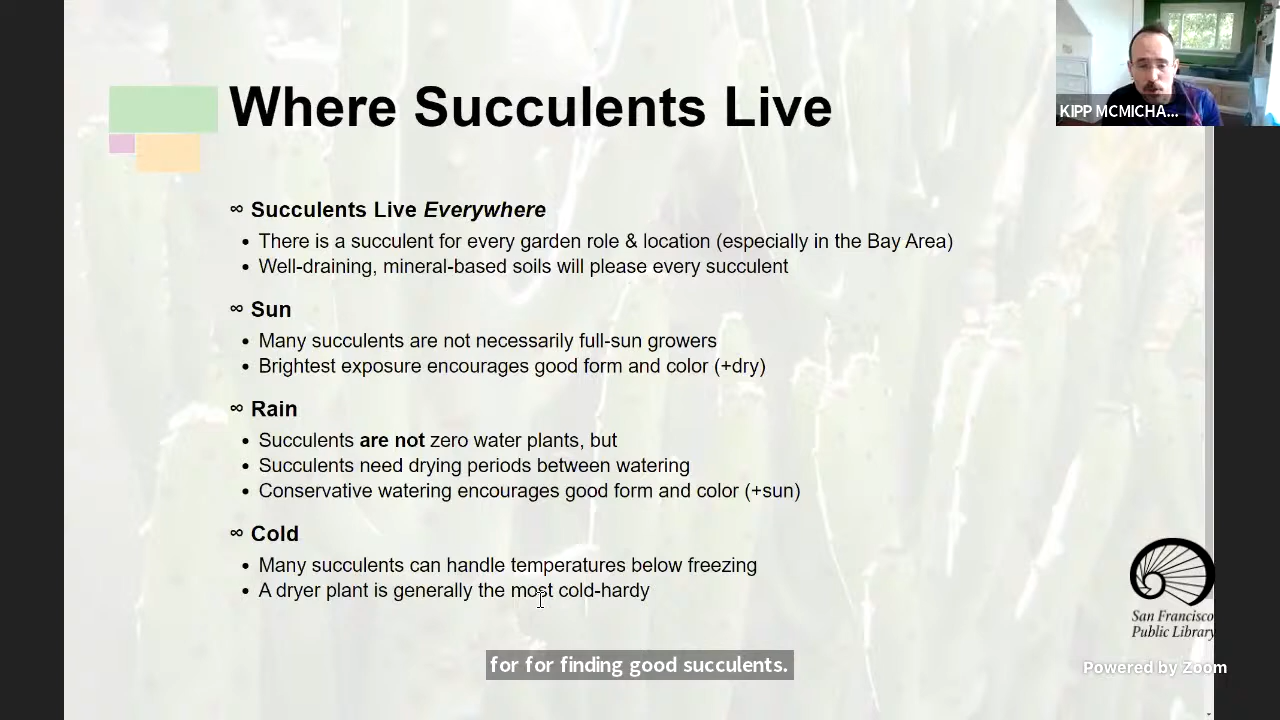 Where Succulents Live
KIPP MCMICHA...
∞ Succulents Live Everywhere
• There is a succulent for every garden role & location (especially in the Bay Area)
• Well-draining, mineral-based soils will please every succulent
∞ Sun
• Many succulents are not necessarily full-sun growers
• Brightest exposure encourages good form and color (+dry)
∞ Rain
• Succulents are not zero water plants, but
• Succulents need drying periods between watering
• Conservative watering encourages good form and color (+sun)
∞ Cold
• Many succulents can handle temperatures below freezing
• A dryer plant is generally the most cold-hardy
San Francisco
Public Library
for for finding good succulents.
Powered by Zoom